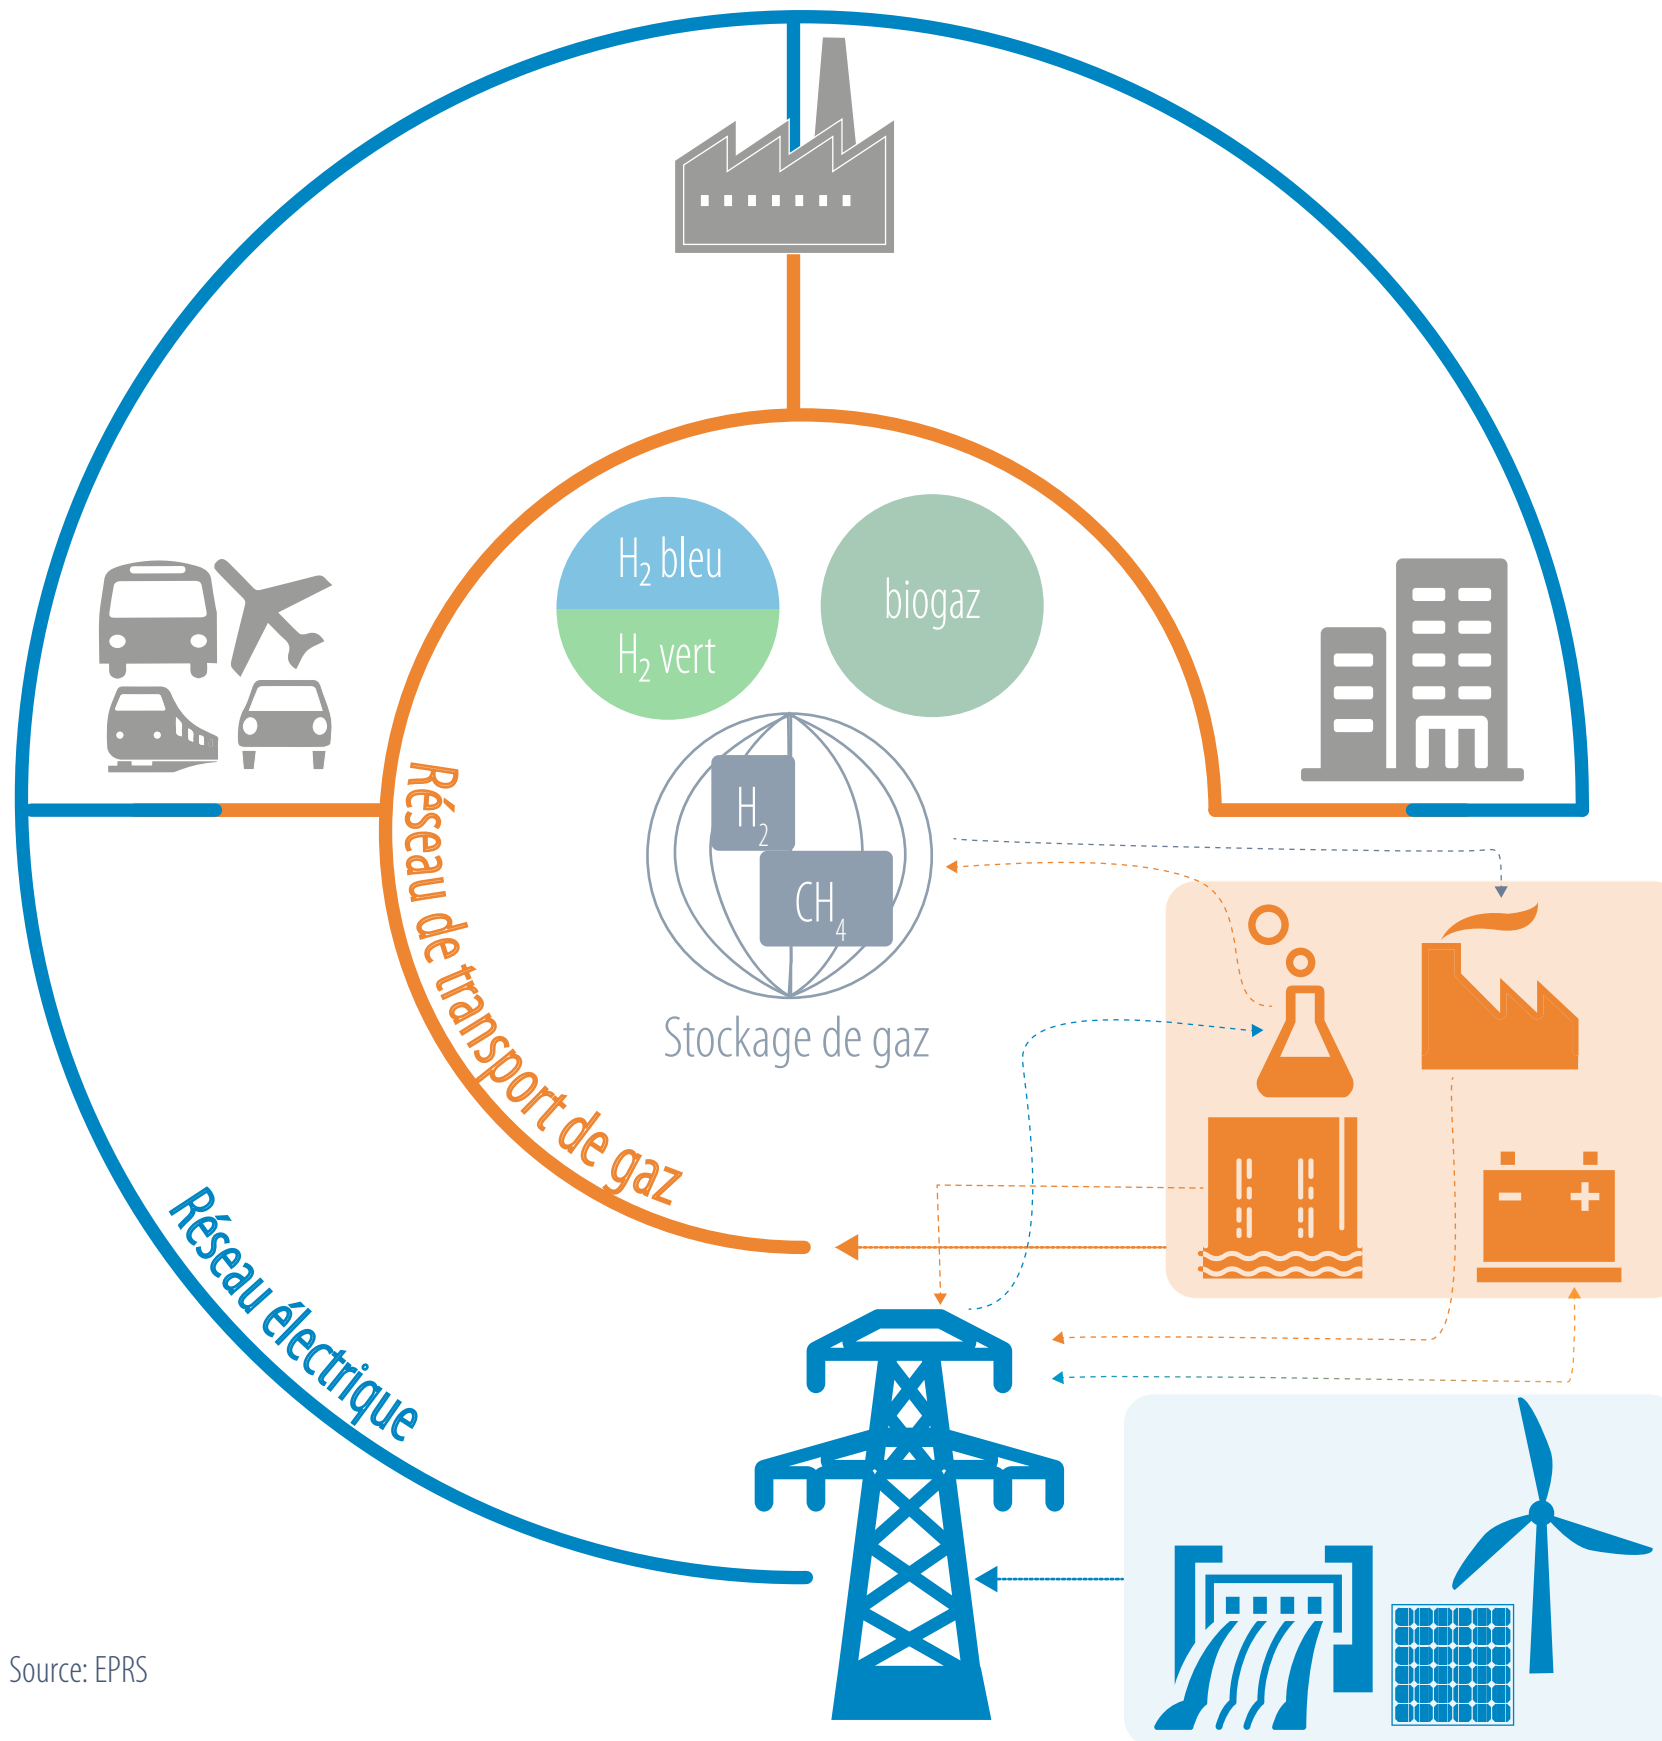 H₂ bleu
H₂ vert
biogaz
H₂
CH₄
Stockage de gaz
Réseau de transport de gaz
Réseau électrique
Source: EPRS